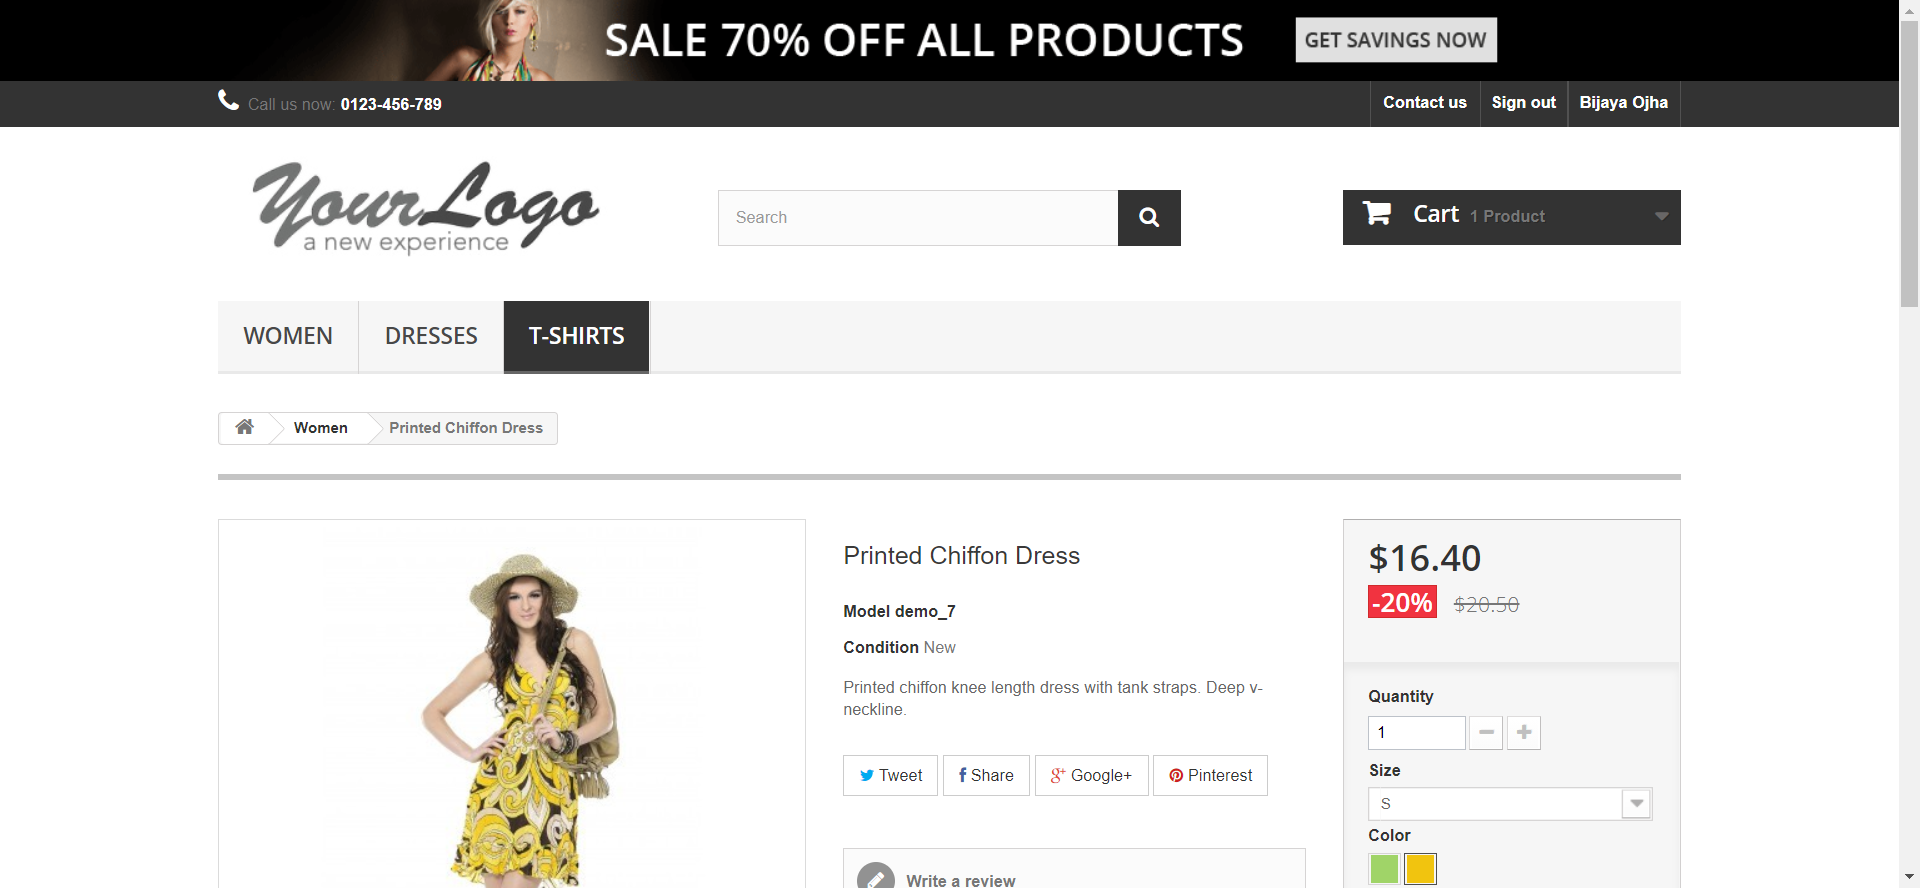 SALE 70% OFF ALL PRODUCTS
GET SAVINGS NOW
Call us now: 0123-456-789
Contact us
Sign out
Bijaya Ojha
Your Logo
a new experience
Search
Cart 1 Product
WOMEN
DRESSES
T-SHIRTS
Women
Printed Chiffon Dress
Printed Chiffon Dress
Model demo_7
Condition New
Printed chiffon knee length dress with tank straps. Deep v-
neckline.
Tweet
Share
Google+
Pinterest
Write a review
$16.40
-20% $20.50
Quantity
1
Size
S
Color